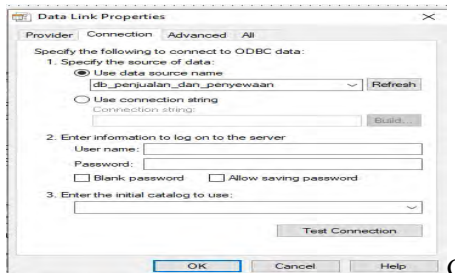 Data Link Properties
Provider Connection Advanced All
Specify the following to connect to ODBC data:
1. Specify the source of data:
Use data source name
db_penjualan_dan_penyewaan Refresh
Use connection string
Connection string:
Build...
2. Enter information to log on to the server
User name:
Password:
Blank password Allow saving password
3. Enter the initial catalog to use:
Test Connection
OK Cancel Help